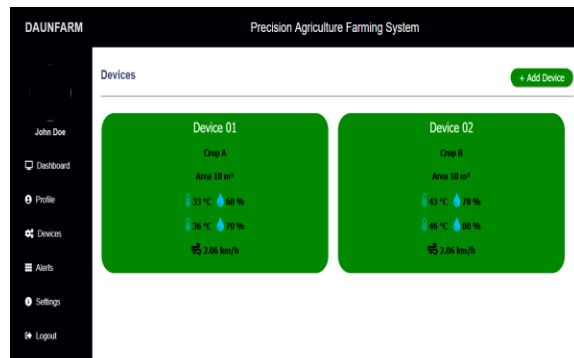 DAUNFARM
Precision Agriculture Farming System
John Doe
Dashboard
Profile
Devices
Alerts
Settings
Logout
Devices
+ Add Device
Device 01
Crop A
Area 10 m²
33 °C 68 %
36 °C 70 %
2.06 km/h
Device 02
Crop B
Area 10 m²
43 °C 78 %
46 °C 80 %
2.06 km/h